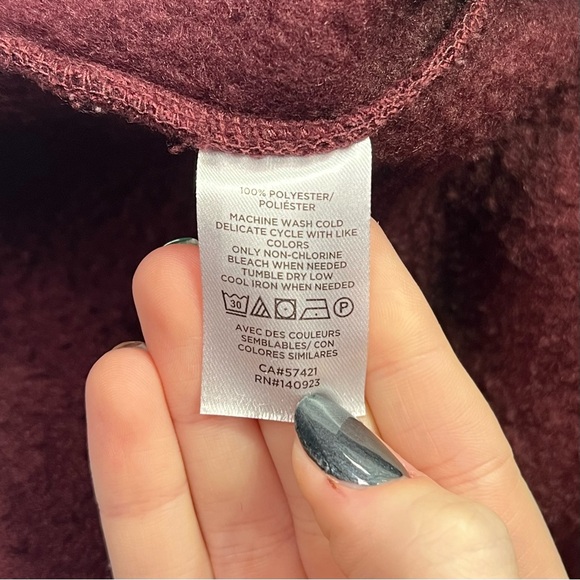 100% POLYESTER/
POLIÉSTER
MACHINE WASH COLD
DELICATE CYCLE WITH LIKE
COLORS
ONLY NON-CHLORINE
BLEACH WHEN NEEDED
TUMBLE DRY LOW
COOL IRON WHEN NEEDED
30 P
AVEC DES COULEURS
SEMBLABLES/ CON
COLORES SIMILARES
CA#57421
RN#140923